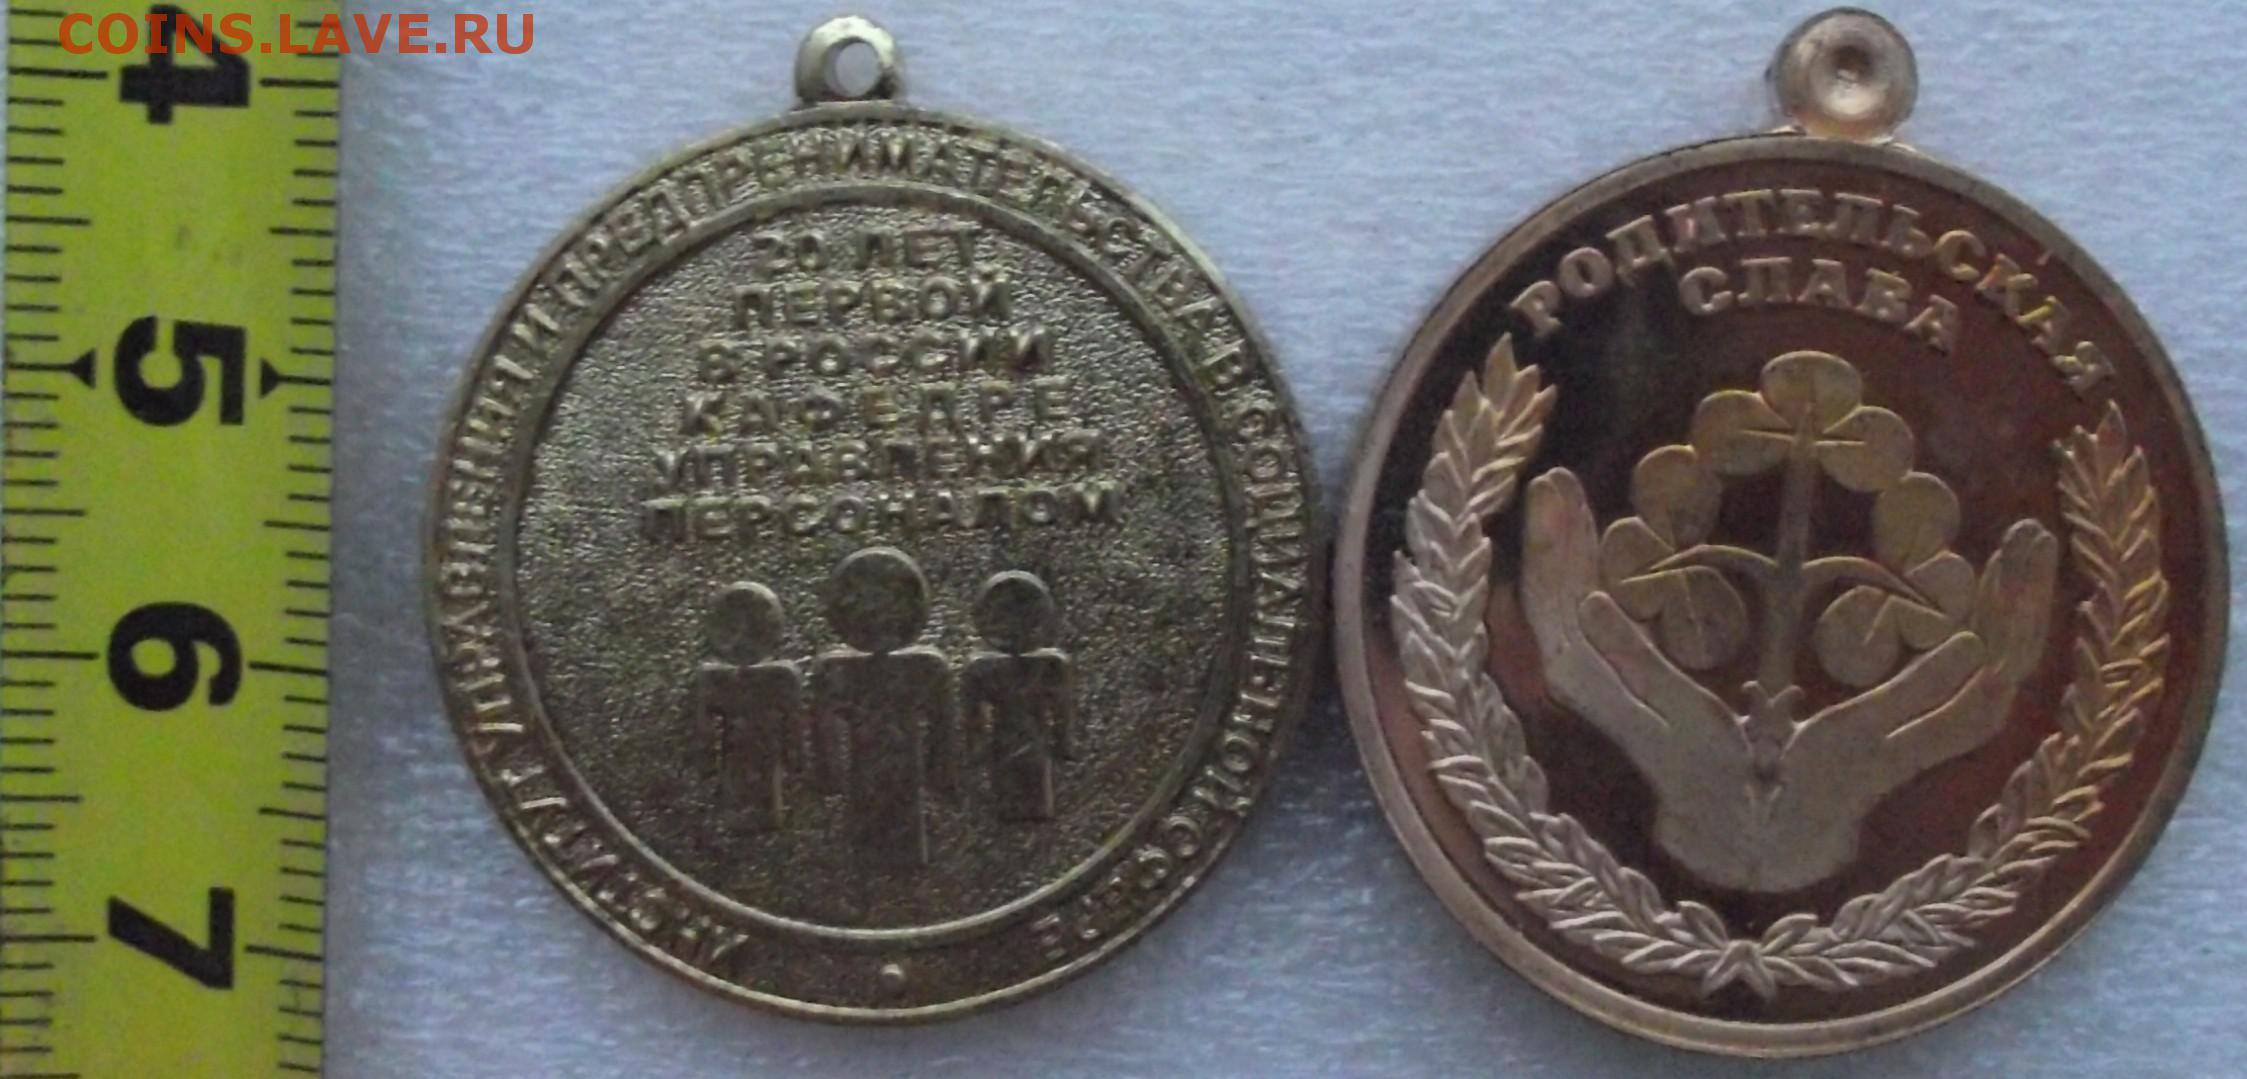 COINS.LAVE.RU
4
5
6
7
ИНСТИТУТ УПРАВЛЕНИЯ И ПРЕДПРЕНИМАТЕЛЬСТВА В СОЦИАЛЬНОЙ СФЕРЕ
20 ЛЕТ
ПЕРВОЙ
В РОССИИ
КАФЕДРЕ
УПРАВЛЕНИЯ
ПЕРСОНАЛОМ
РОДИТЕЛЬСКАЯ
СЛАВА